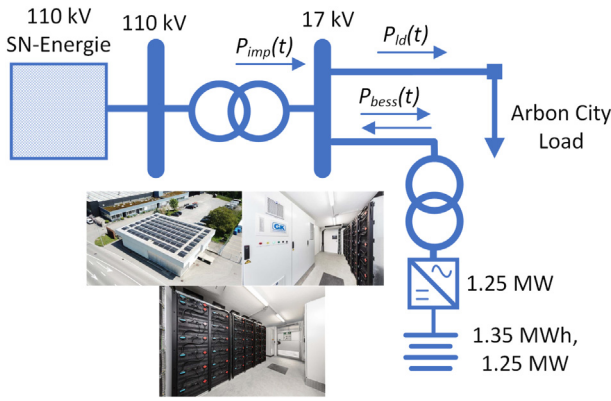 110 kV
SN-Energie
110 kV
P_imp(t)
17 kV
P_ld(t)
P_bess(t)
Arbon City
Load
1.25 MW
1.35 MWh,
1.25 MW